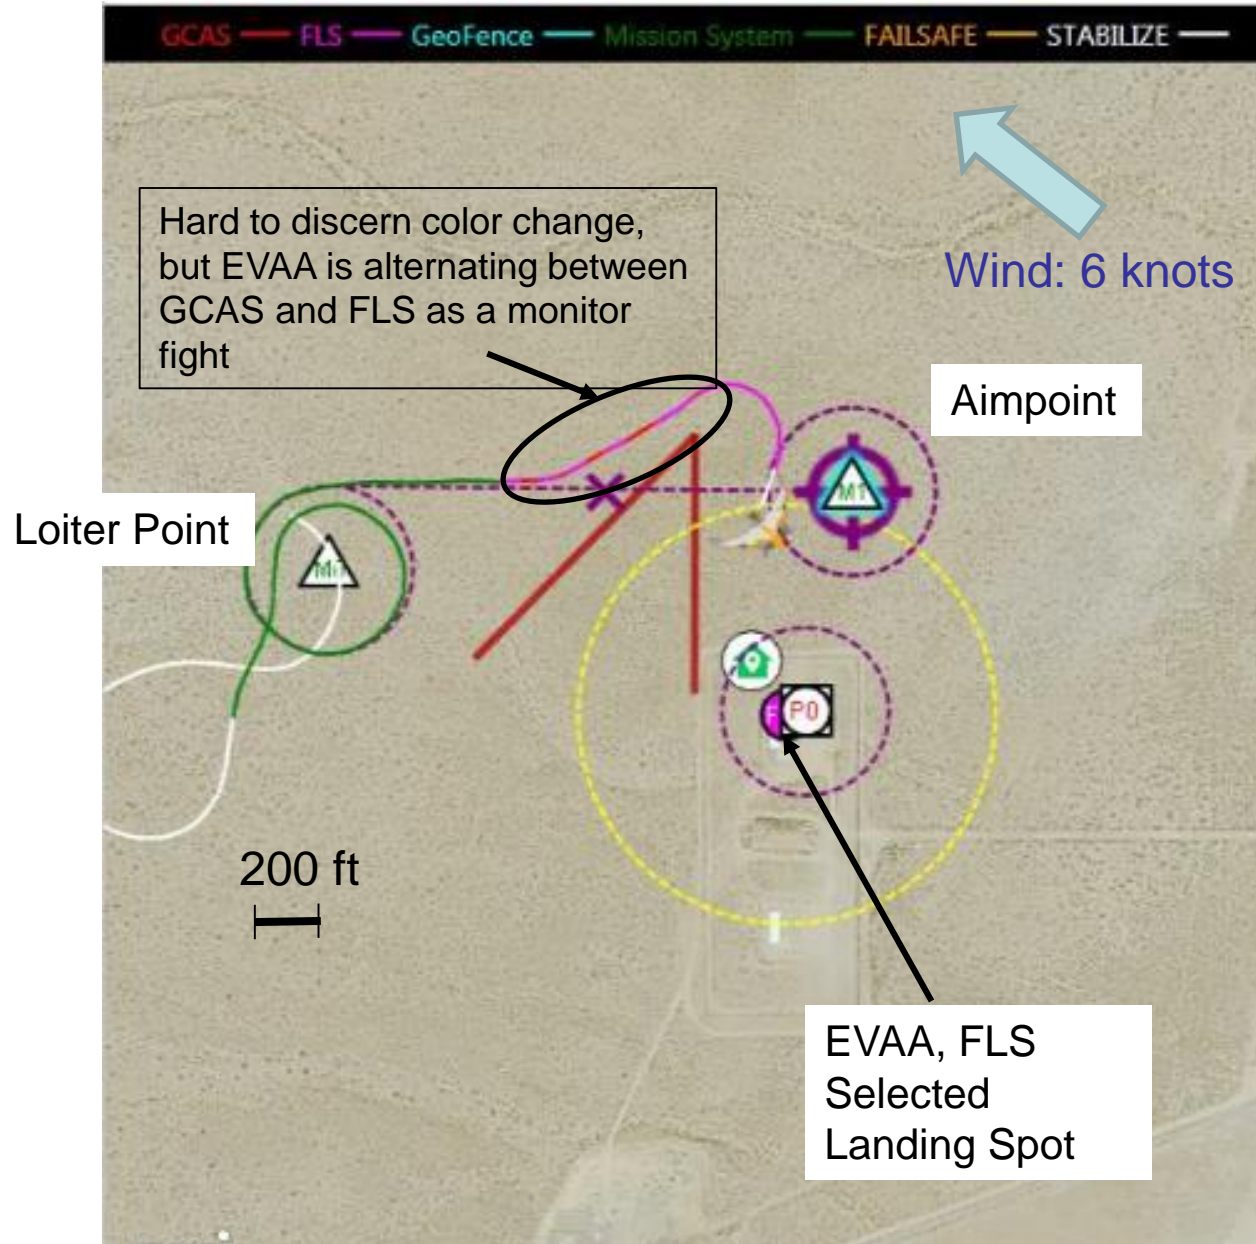 GCAS FLS GeoFence Mission System FAILSAFE STABILIZE
Hard to discern color change,
but EVAA is alternating between
GCAS and FLS as a monitor
fight
Wind: 6 knots
Aimpoint
M1
Loiter Point
P0
F
200 ft
EVAA, FLS
Selected
Landing Spot